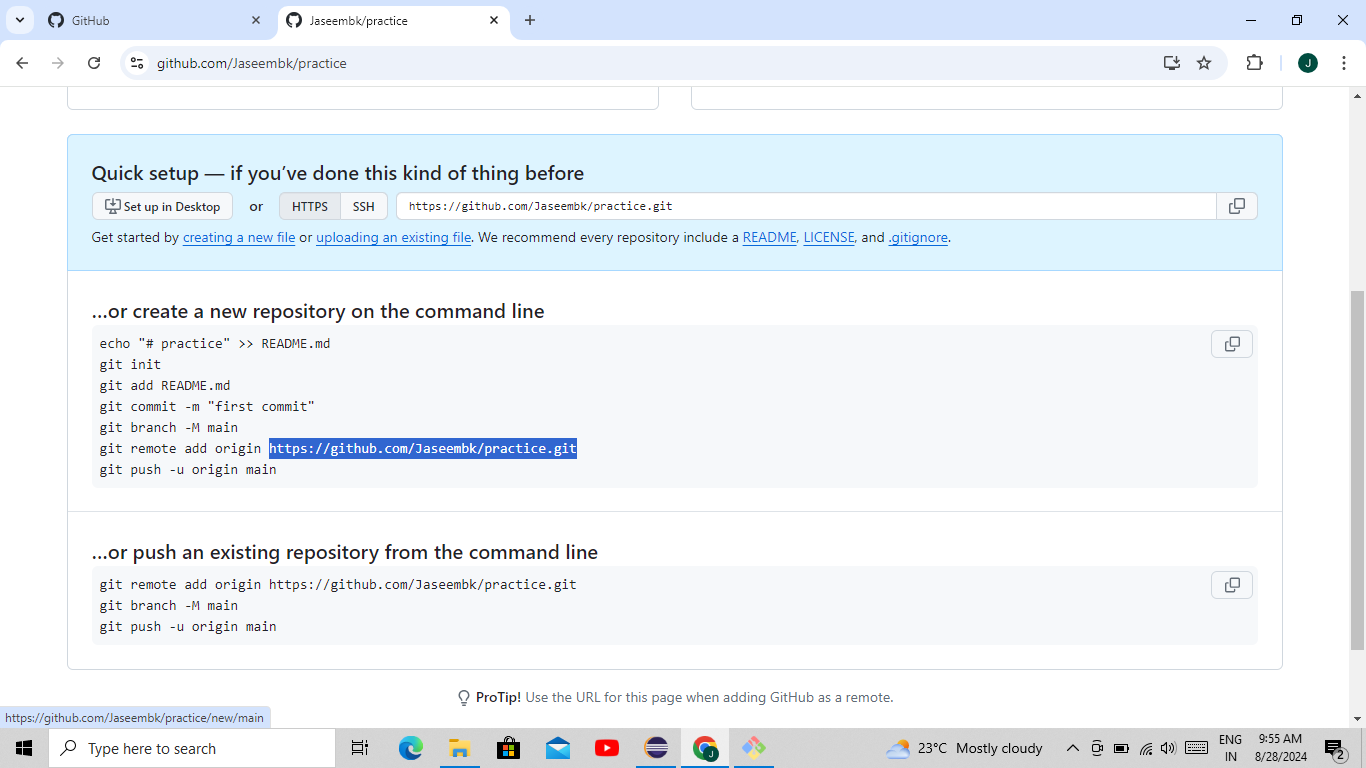 GitHub
Jaseembk/practice
github.com/Jaseembk/practice
J
Quick setup — if you’ve done this kind of thing before
Set up in Desktop or HTTPS SSH https://github.com/Jaseembk/practice.git
Get started by creating a new file or uploading an existing file. We recommend every repository include a README, LICENSE, and .gitignore.
…or create a new repository on the command line
echo "# practice" >> README.md
git init
git add README.md
git commit -m "first commit"
git branch -M main
git remote add origin https://github.com/Jaseembk/practice.git
git push -u origin main
…or push an existing repository from the command line
git remote add origin https://github.com/Jaseembk/practice.git
git branch -M main
git push -u origin main
ProTip! Use the URL for this page when adding GitHub as a remote.
https://github.com/Jaseembk/practice/new/main
Type here to search
J
23°C Mostly cloudy
ENG
IN
9:55 AM
8/28/2024
2